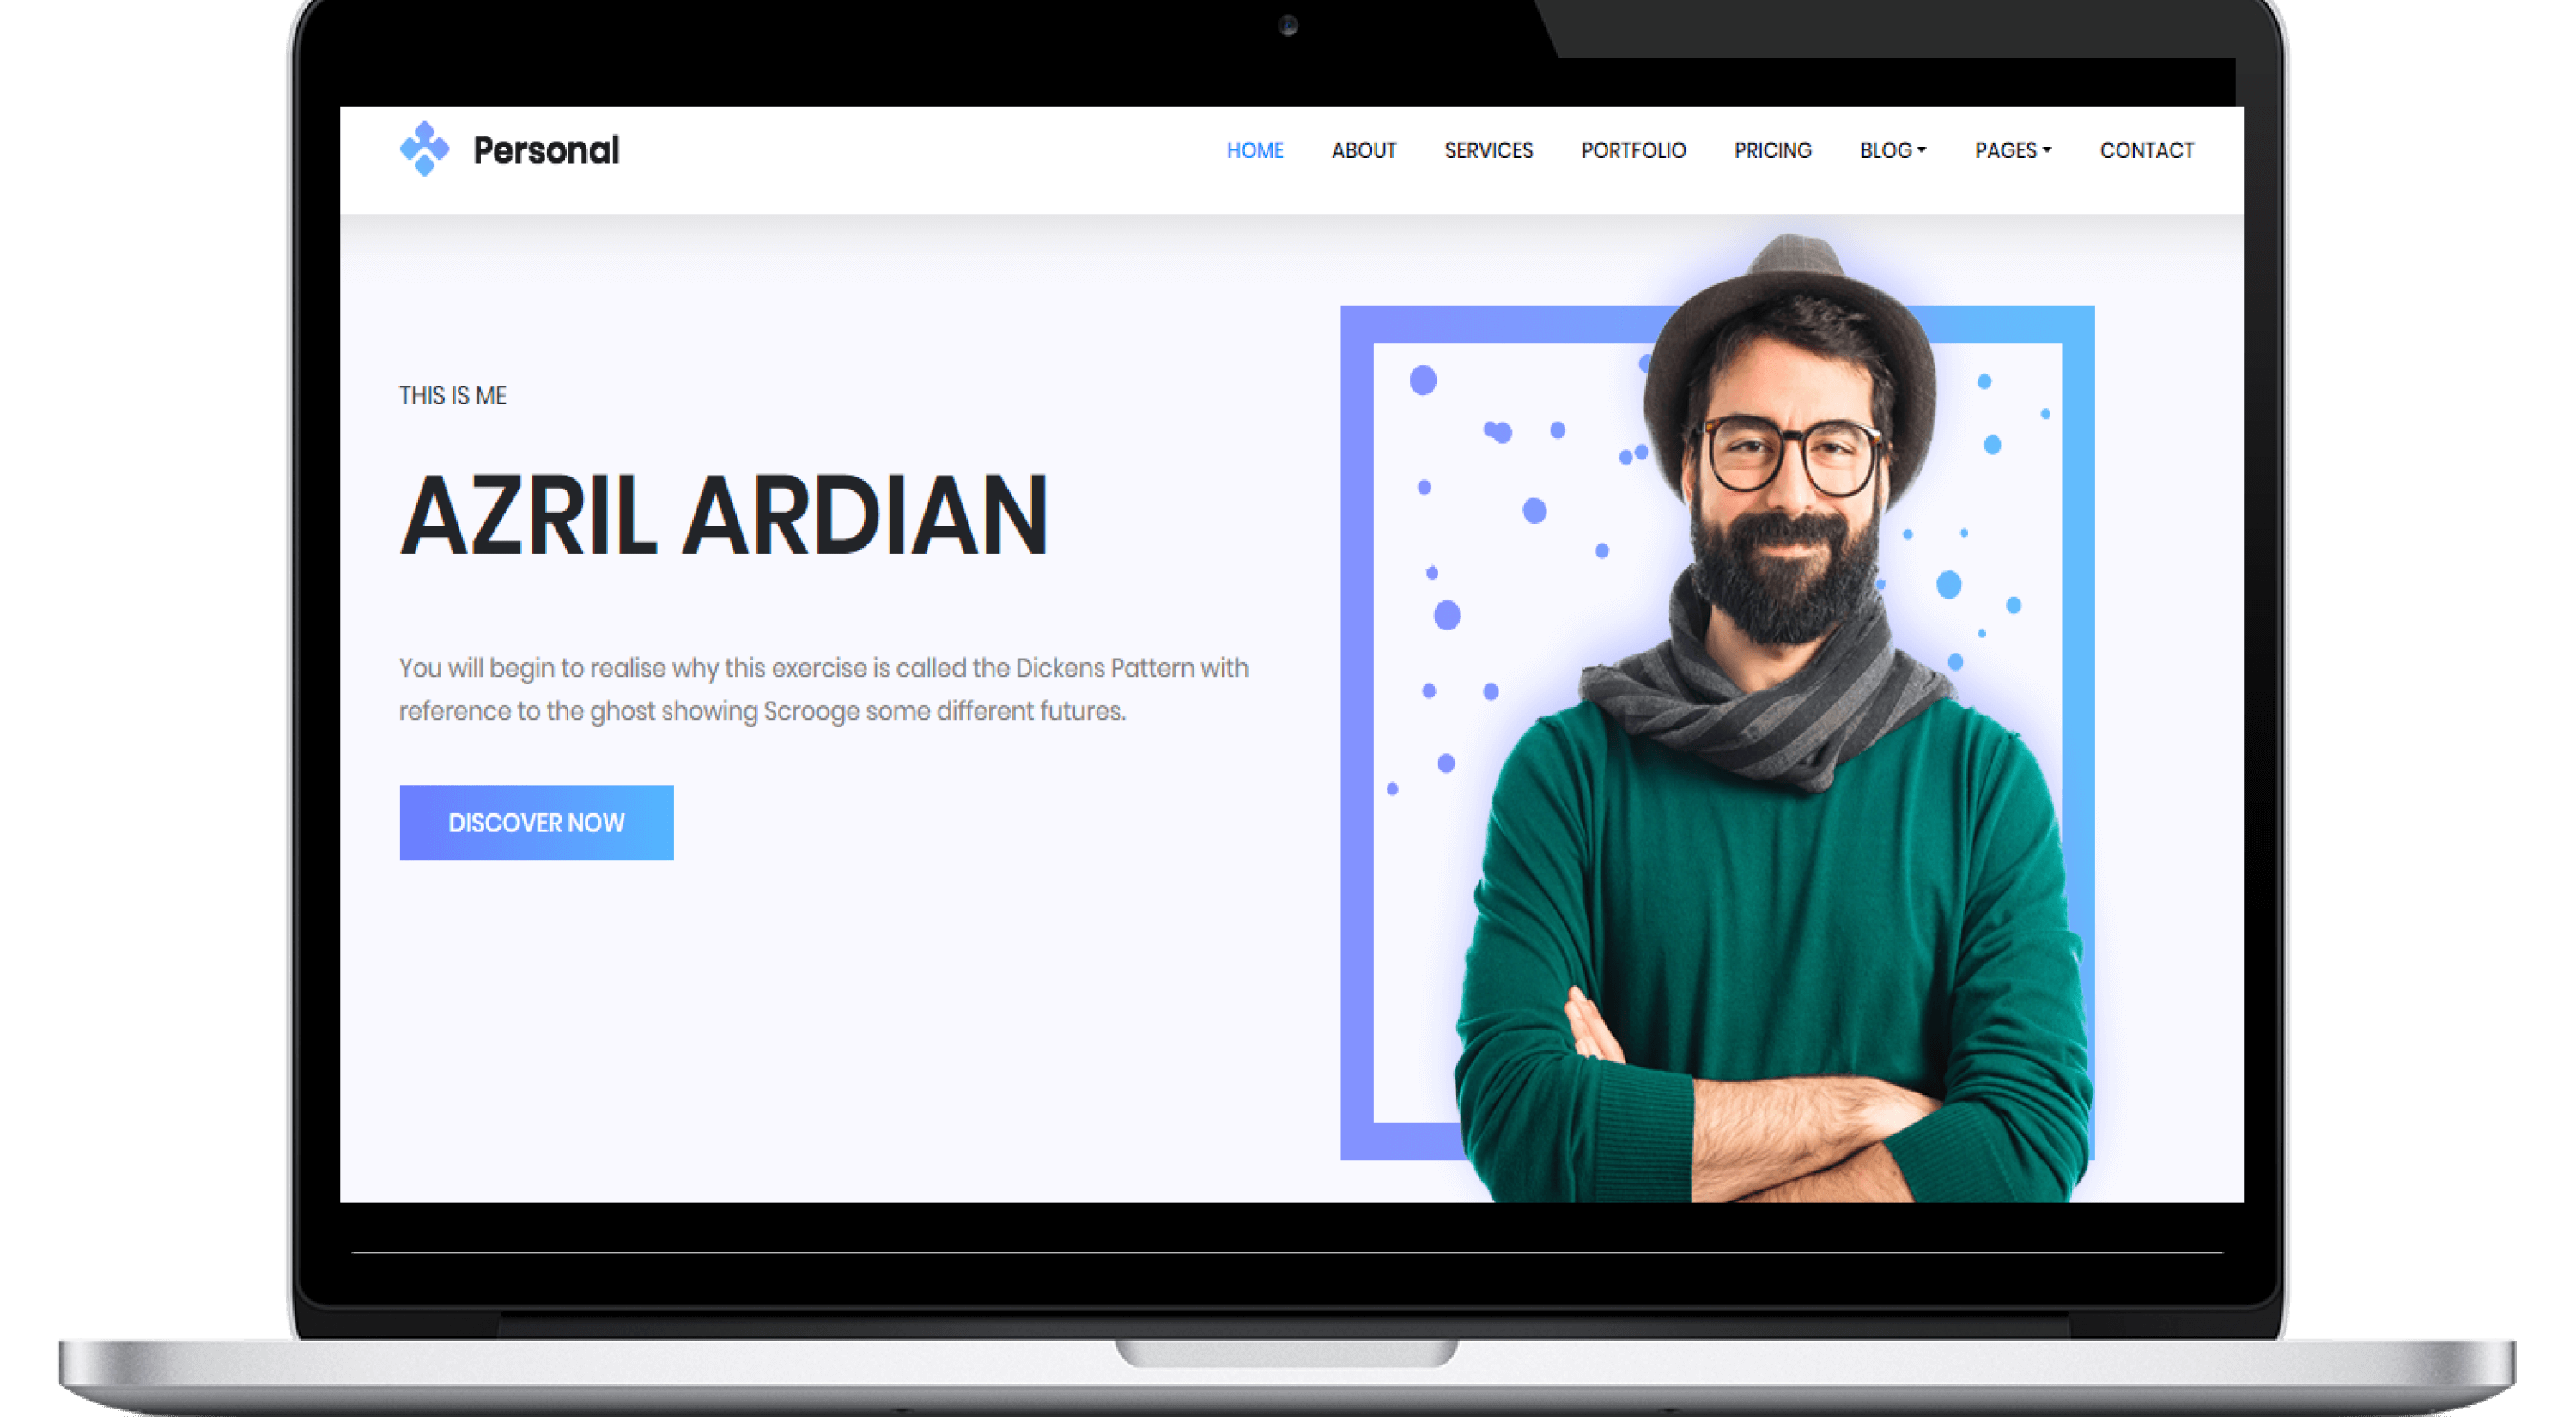 Personal
HOME ABOUT SERVICES PORTFOLIO PRICING BLOG PAGES CONTACT
THIS IS ME
AZRIL ARDIAN
You will begin to realise why this exercise is called the Dickens Pattern with
reference to the ghost showing Scrooge some different futures.
DISCOVER NOW